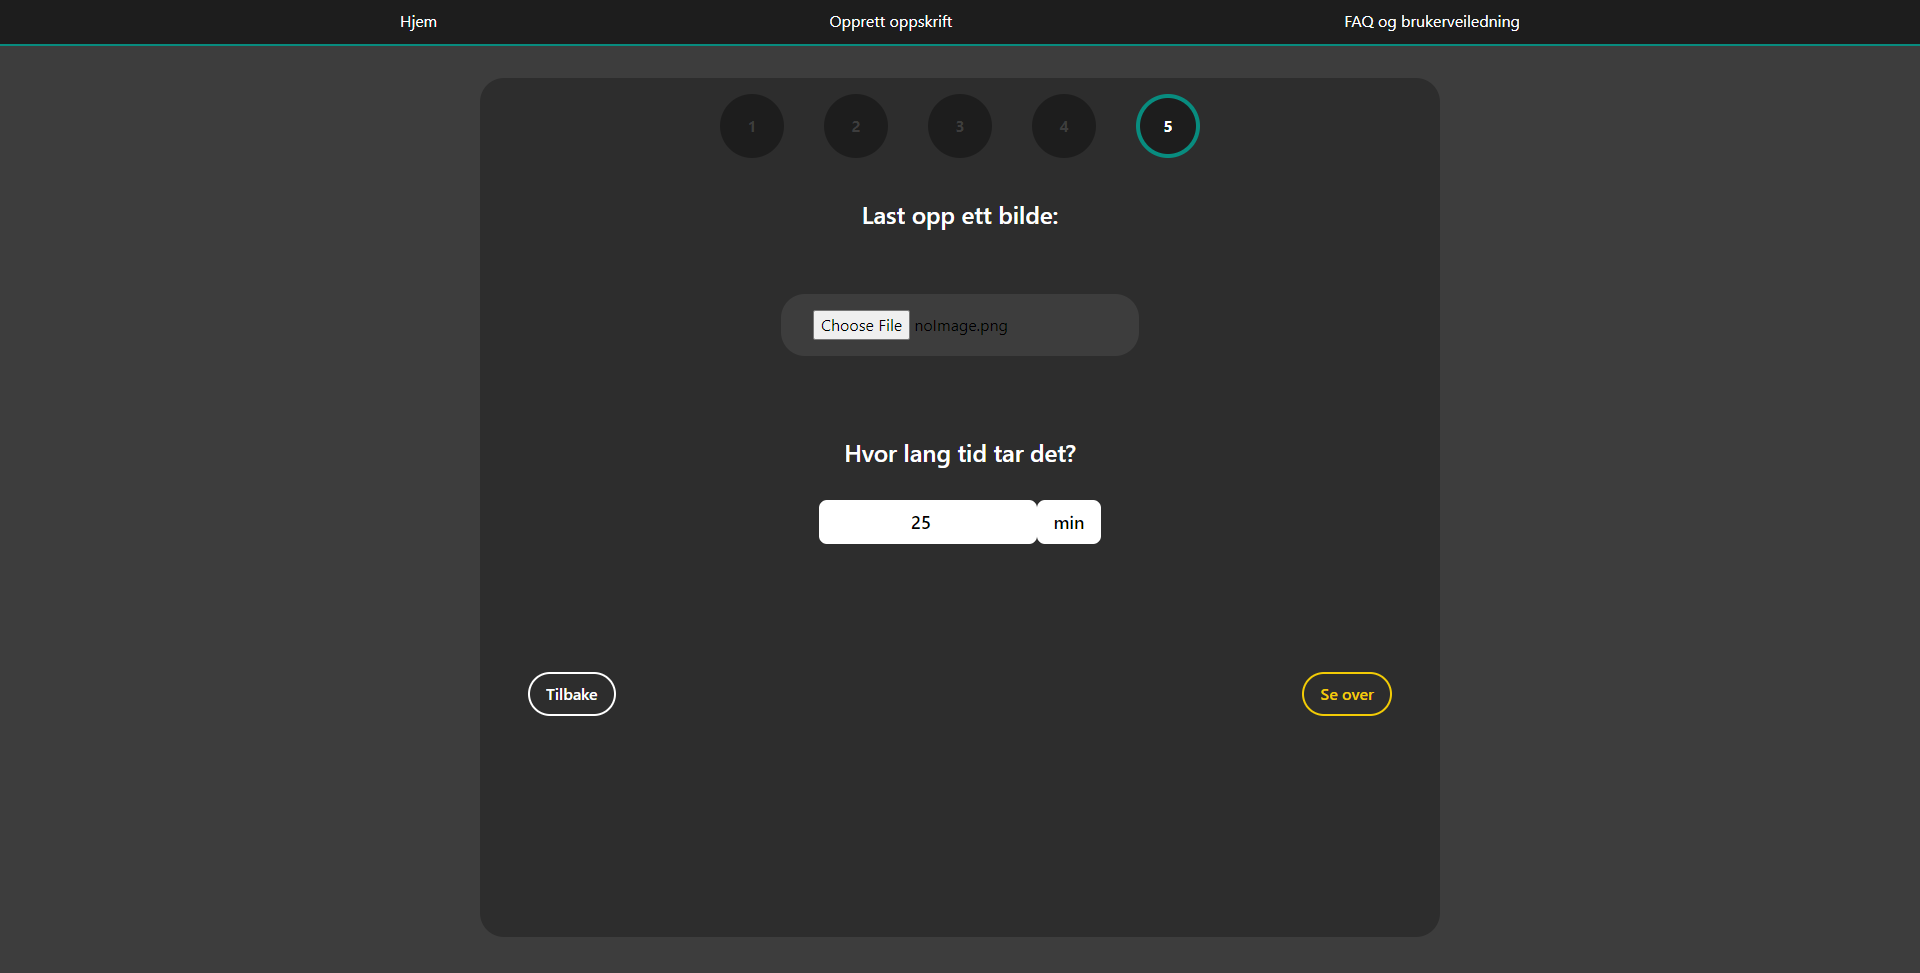 Hjem Opprett oppskrift FAQ og brukerveiledning
1 2 3 4 5
Last opp ett bilde:
Choose File noImage.png
Hvor lang tid tar det?
25 min
Tilbake Se over